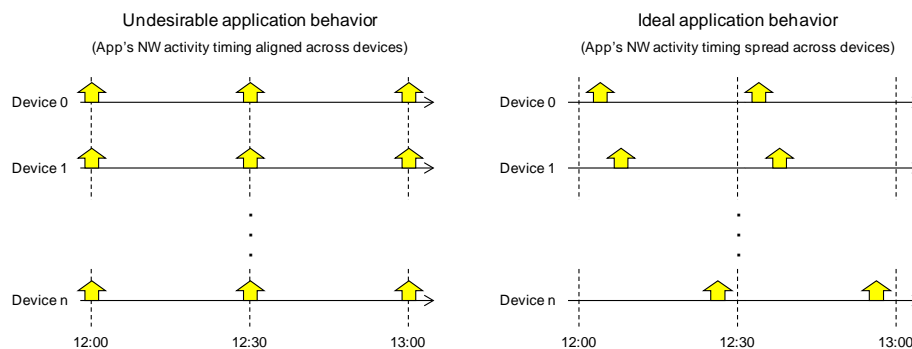 Undesirable application behavior
(App's NW activity timing aligned across devices)
Device 0
Device 1
Device n
12:00
12:30
13:00
Ideal application behavior
(App's NW activity timing spread across devices)
Device 0
Device 1
Device n
12:00
12:30
13:00